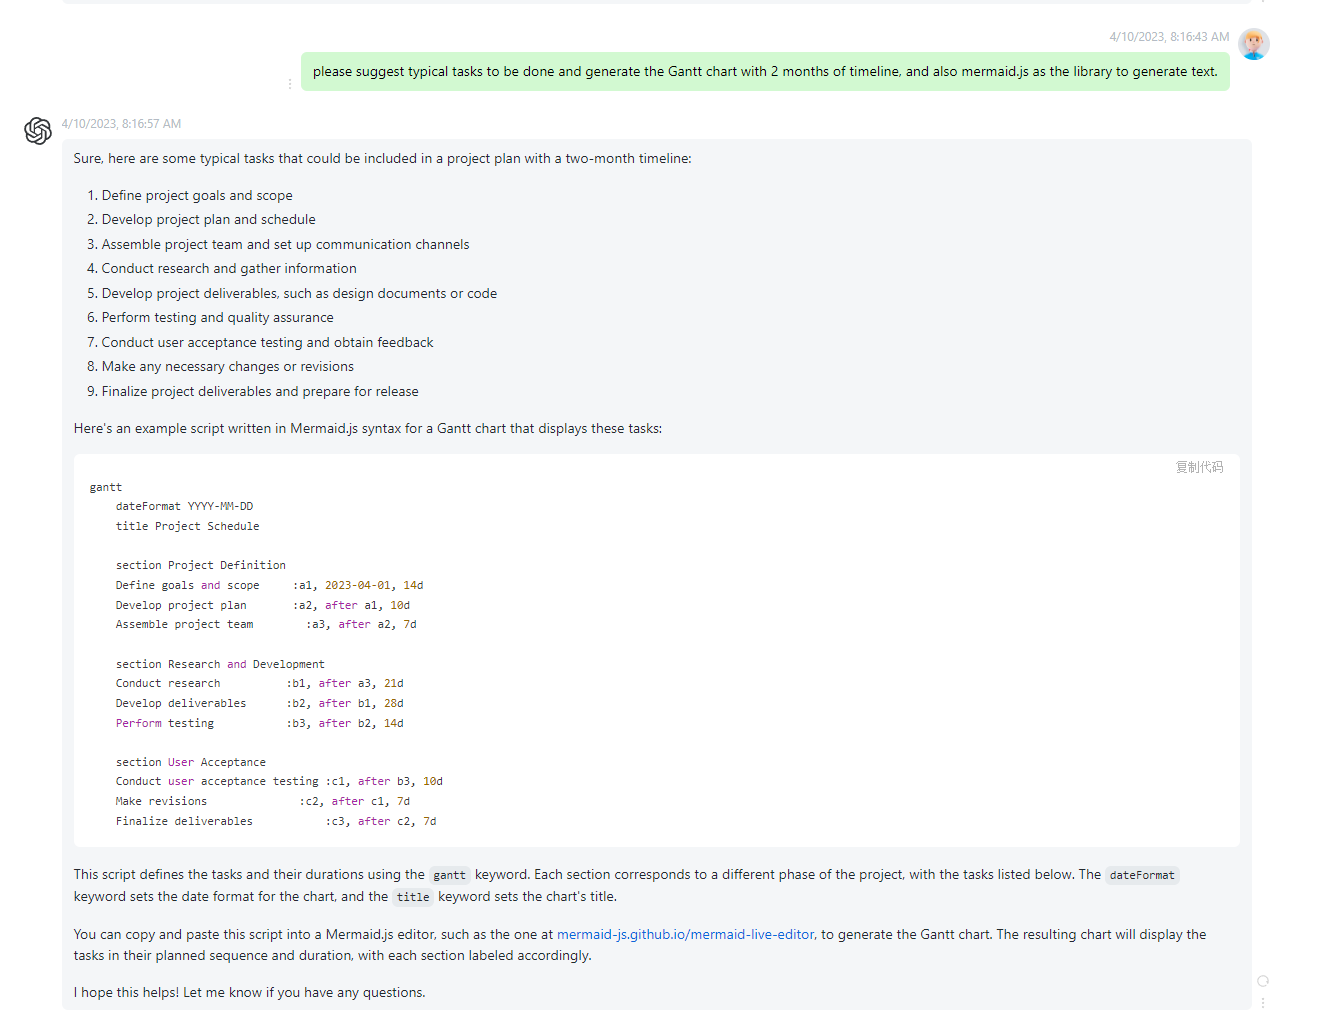 4/10/2023, 8:16:43 AM
please suggest typical tasks to be done and generate the Gantt chart with 2 months of timeline, and also mermaid.js as the library to generate text.
4/10/2023, 8:16:57 AM
Sure, here are some typical tasks that could be included in a project plan with a two-month timeline:
1. Define project goals and scope
2. Develop project plan and schedule
3. Assemble project team and set up communication channels
4. Conduct research and gather information
5. Develop project deliverables, such as design documents or code
6. Perform testing and quality assurance
7. Conduct user acceptance testing and obtain feedback
8. Make any necessary changes or revisions
9. Finalize project deliverables and prepare for release
Here's an example script written in Mermaid.js syntax for a Gantt chart that displays these tasks:
复制代码
gantt
    dateFormat YYYY-MM-DD
    title Project Schedule
    section Project Definition
    Define goals and scope     :a1, 2023-04-01, 14d
    Develop project plan       :a2, after a1, 10d
    Assemble project team        :a3, after a2, 7d
    section Research and Development
    Conduct research          :b1, after a3, 21d
    Develop deliverables      :b2, after b1, 28d
    Perform testing           :b3, after b2, 14d
    section User Acceptance
    Conduct user acceptance testing :c1, after b3, 10d
    Make revisions              :c2, after c1, 7d
    Finalize deliverables           :c3, after c2, 7d
This script defines the tasks and their durations using the gantt keyword. Each section corresponds to a different phase of the project, with the tasks listed below. The dateFormat
keyword sets the date format for the chart, and the title keyword sets the chart's title.
You can copy and paste this script into a Mermaid.js editor, such as the one at mermaid-js.github.io/mermaid-live-editor, to generate the Gantt chart. The resulting chart will display the
tasks in their planned sequence and duration, with each section labeled accordingly.
I hope this helps! Let me know if you have any questions.